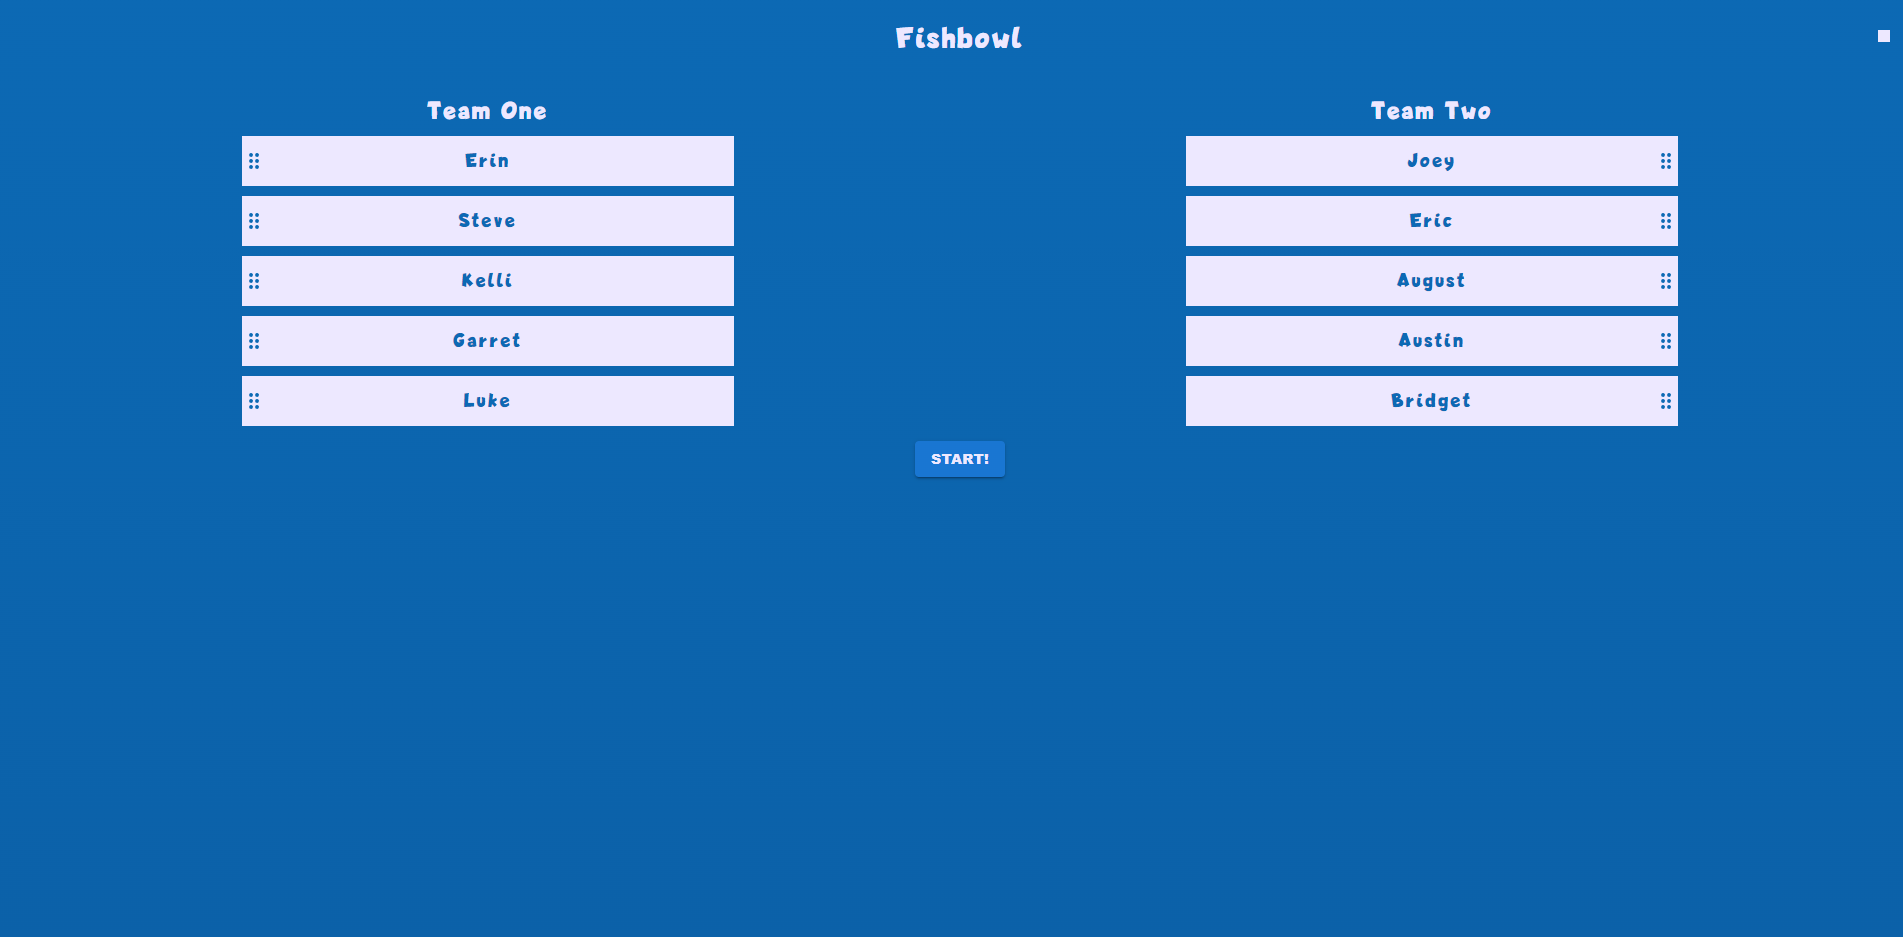 Fishbowl
Team One
Erin
Steve
Kelli
Garret
Luke
Team Two
Joey
Eric
August
Austin
Bridget
START!